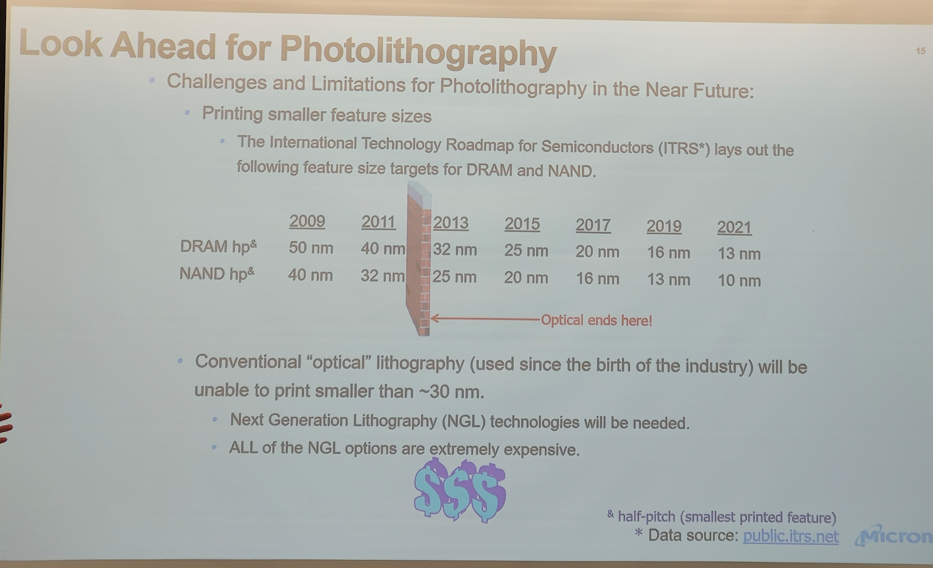 Look Ahead for Photolithography
15
• Challenges and Limitations for Photolithography in the Near Future:
• Printing smaller feature sizes
• The International Technology Roadmap for Semiconductors (ITRS*) lays out the
following feature size targets for DRAM and NAND.
2009 2011 2013 2015 2017 2019 2021
DRAM hp& 50 nm 40 nm 32 nm 25 nm 20 nm 16 nm 13 nm
NAND hp& 40 nm 32 nm 25 nm 20 nm 16 nm 13 nm 10 nm
Optical ends here!
• Conventional “optical” lithography (used since the birth of the industry) will be
unable to print smaller than ~30 nm.
• Next Generation Lithography (NGL) technologies will be needed.
• ALL of the NGL options are extremely expensive.
$$$
& half-pitch (smallest printed feature)
* Data source: public.itrs.net
Micron